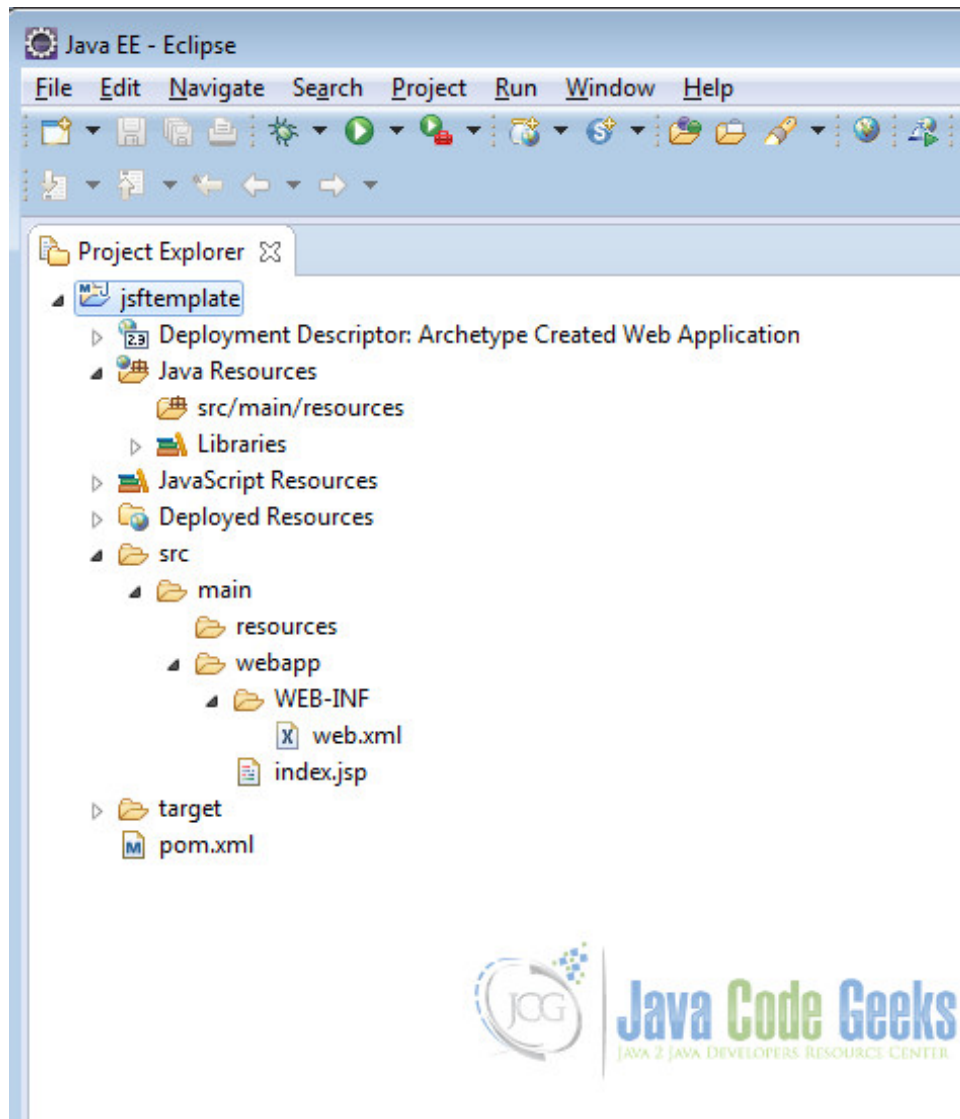 Java EE - Eclipse
File Edit Navigate Search Project Run Window Help
Project Explorer
jsftemplate
2.3 Deployment Descriptor: Archetype Created Web Application
Java Resources
src/main/resources
Libraries
JavaScript Resources
Deployed Resources
src
main
resources
webapp
WEB-INF
web.xml
index.jsp
target
pom.xml
JCG
Java Code Geeks
JAVA 2 JAVA DEVELOPERS RESOURCE CENTER